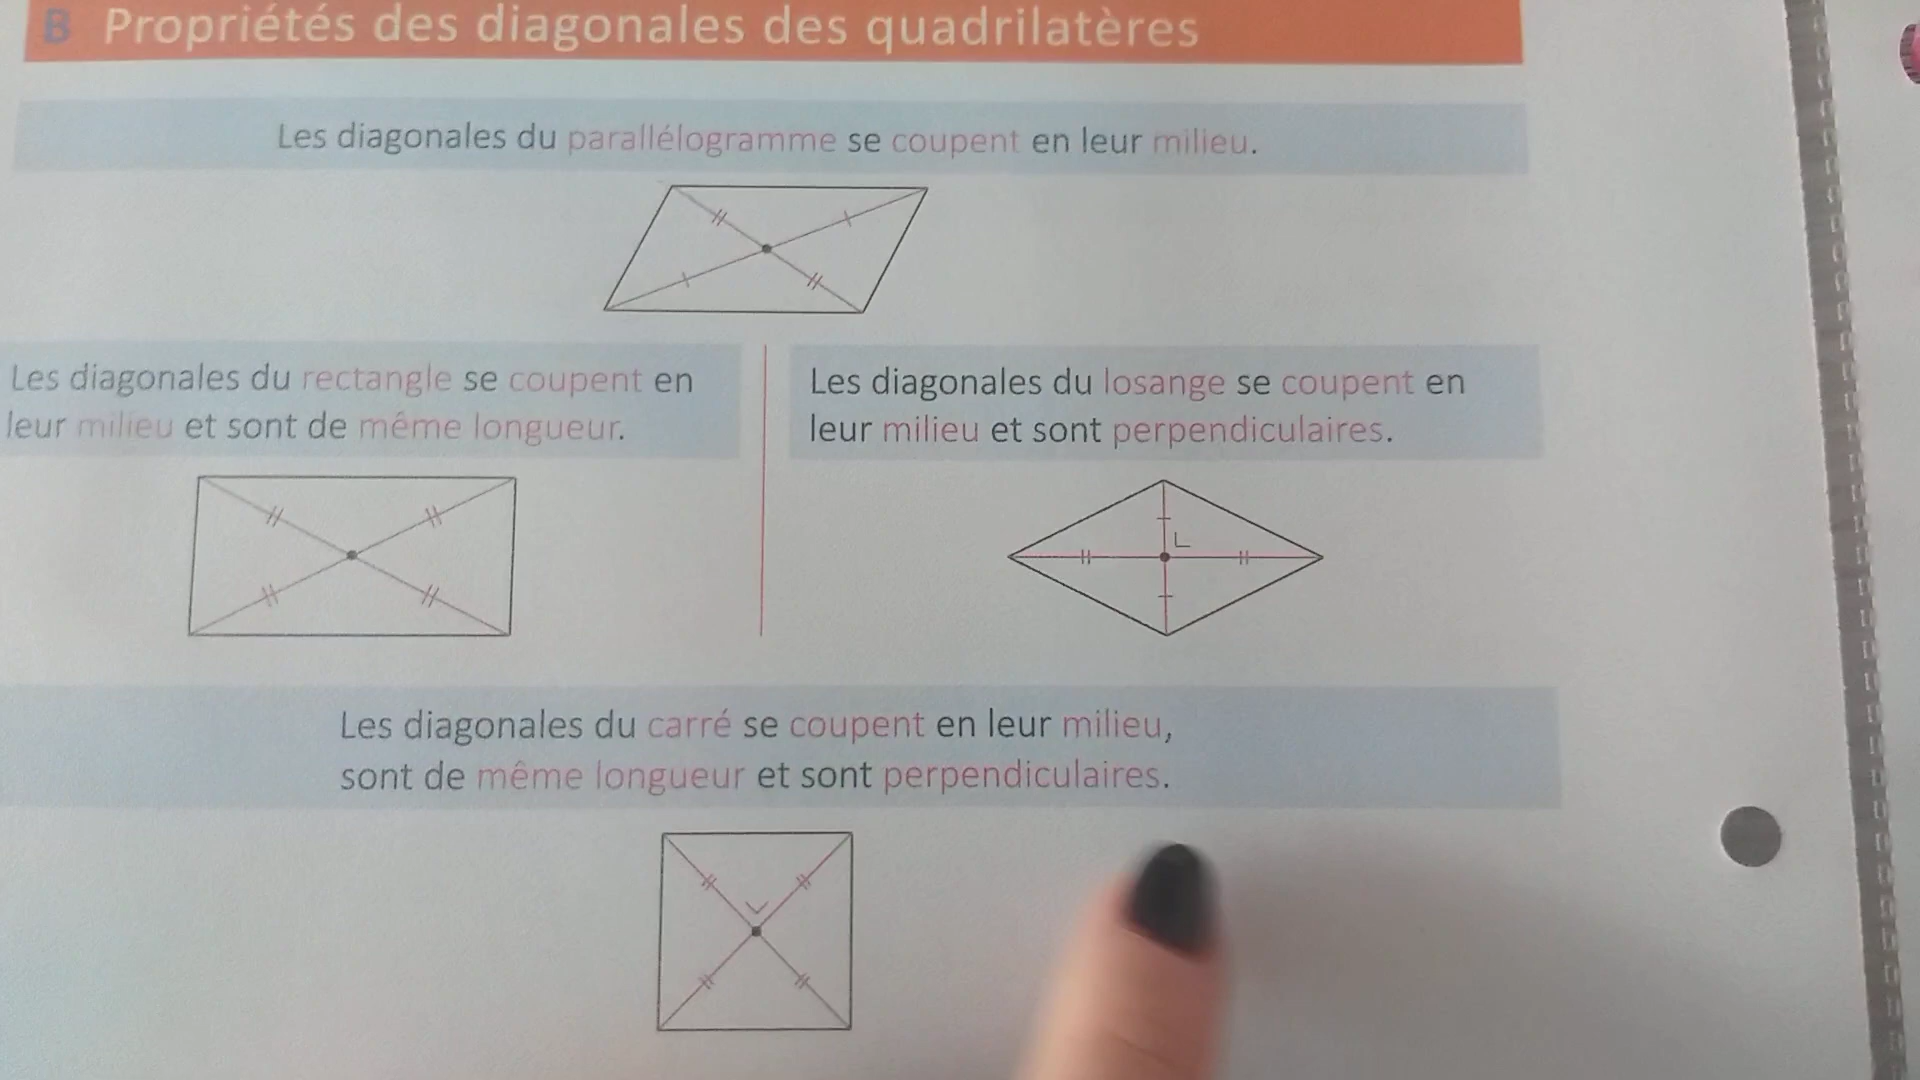 B Propriétés des diagonales des quadrilatères
Les diagonales du parallélogramme se coupent en leur milieu.
Les diagonales du rectangle se coupent en
leur milieu et sont de même longueur.
Les diagonales du losange se coupent en
leur milieu et sont perpendiculaires.
Les diagonales du carré se coupent en leur milieu,
sont de même longueur et sont perpendiculaires.